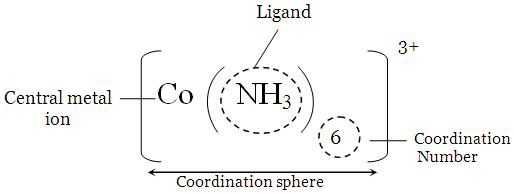 Ligand
3+
Central metal
ion
Co (NH₃)
6
Coordination
Number
Coordination sphere